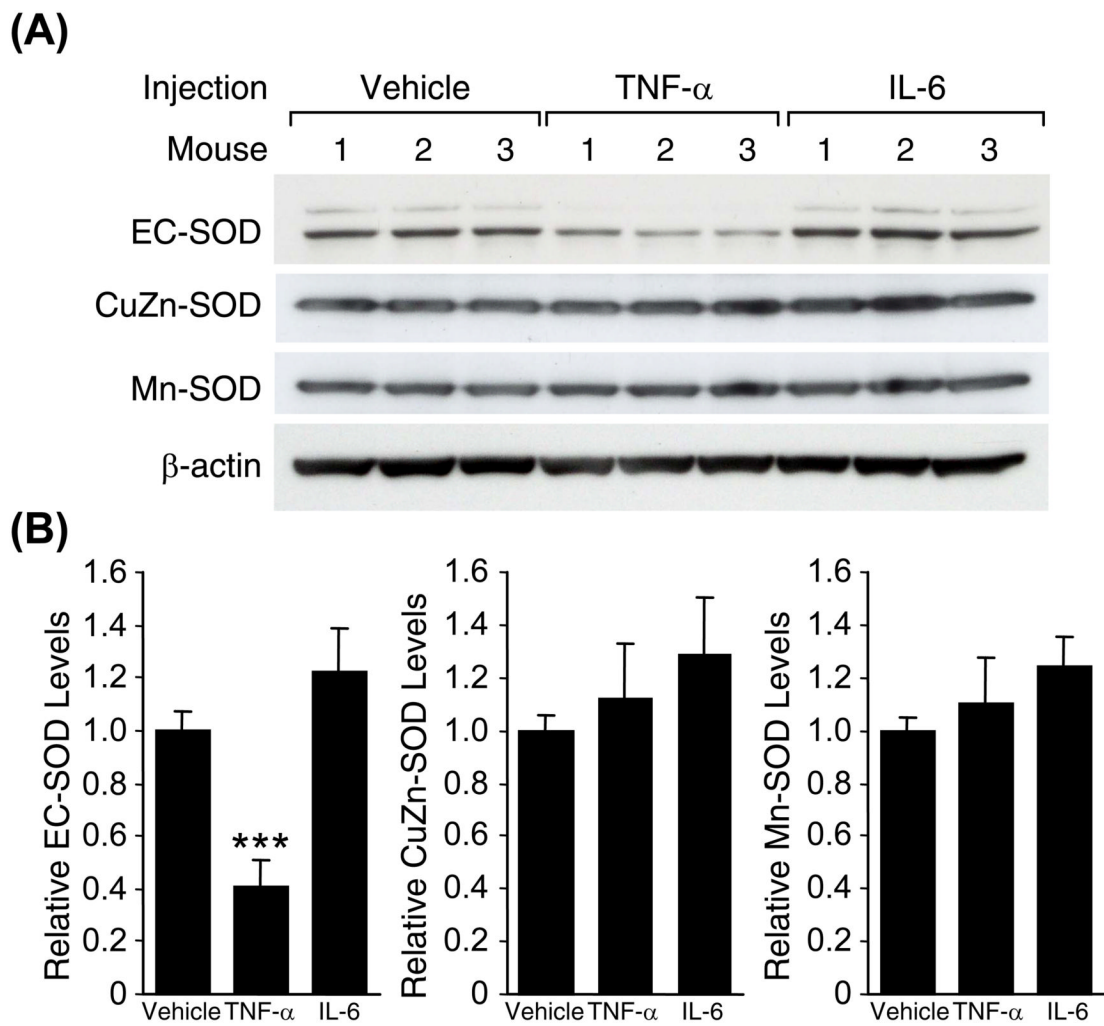 (A)
Injection Vehicle TNF-α IL-6
Mouse 1 2 3 1 2 3 1 2 3
EC-SOD
CuZn-SOD
Mn-SOD
β-actin
(B)
Relative EC-SOD Levels
1.6
1.4
1.2
1.0
0.8
0.6
0.4
0.2
0
***
Vehicle TNF-α IL-6
Relative CuZn-SOD Levels
1.6
1.4
1.2
1.0
0.8
0.6
0.4
0.2
0
Vehicle TNF-α IL-6
Relative Mn-SOD Levels
1.6
1.4
1.2
1.0
0.8
0.6
0.4
0.2
0
Vehicle TNF-α IL-6